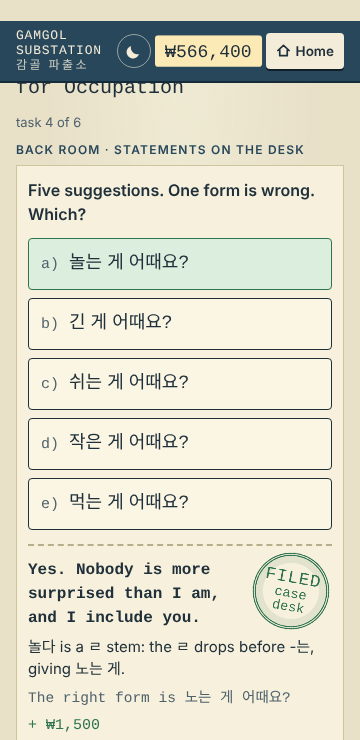 GAMGOL
SUBSTATION
감골 파출소
₩566,400
Home
for Occupation
task 4 of 6
BACK ROOM · STATEMENTS ON THE DESK
Five suggestions. One form is wrong.
Which?
a) 놀는 게 어때요?
b) 긴 게 어때요?
c) 쉬는 게 어때요?
d) 작은 게 어때요?
e) 먹는 게 어때요?
Yes. Nobody is more
surprised than I am,
and I include you.
FILED
case
desk
놀다 is a ㄹ stem: the ㄹ drops before -는,
giving 노는 게.
The right form is 노는 게 어때요?
+ ₩1,500